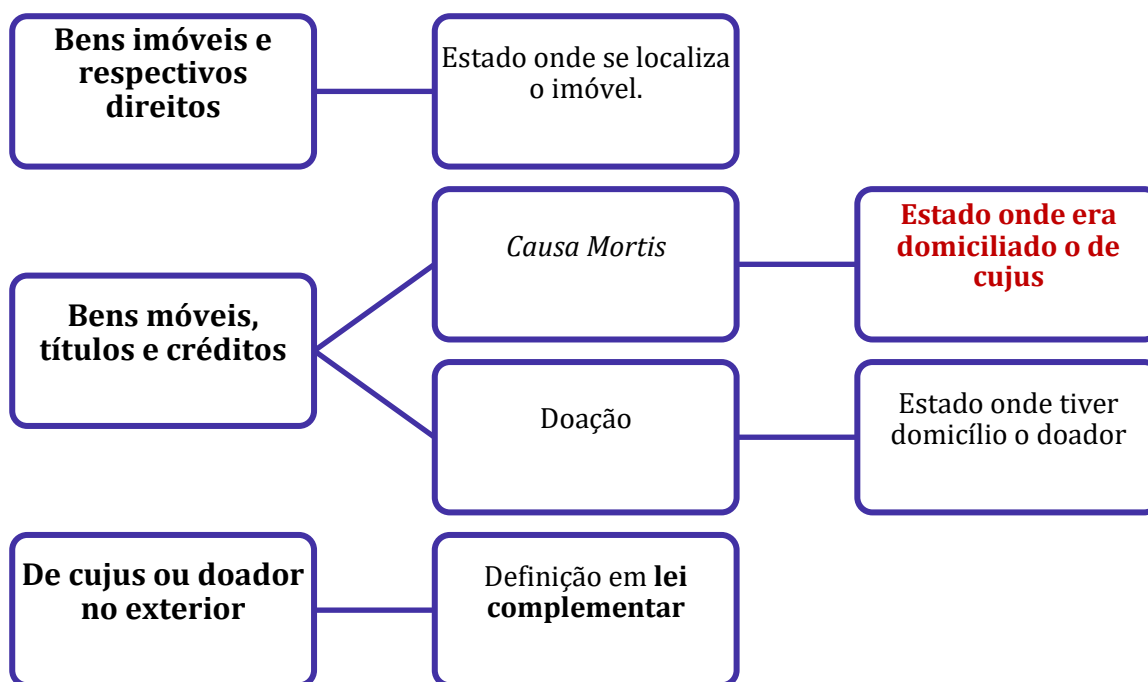 Bens imóveis e
respectivos
direitos
Estado onde se localiza
o imóvel.
Bens móveis,
títulos e créditos
Causa Mortis
Estado onde era
domiciliado o de
cujus
Doação
Estado onde tiver
domicílio o doador
De cujus ou doador
no exterior
Definição em lei
complementar